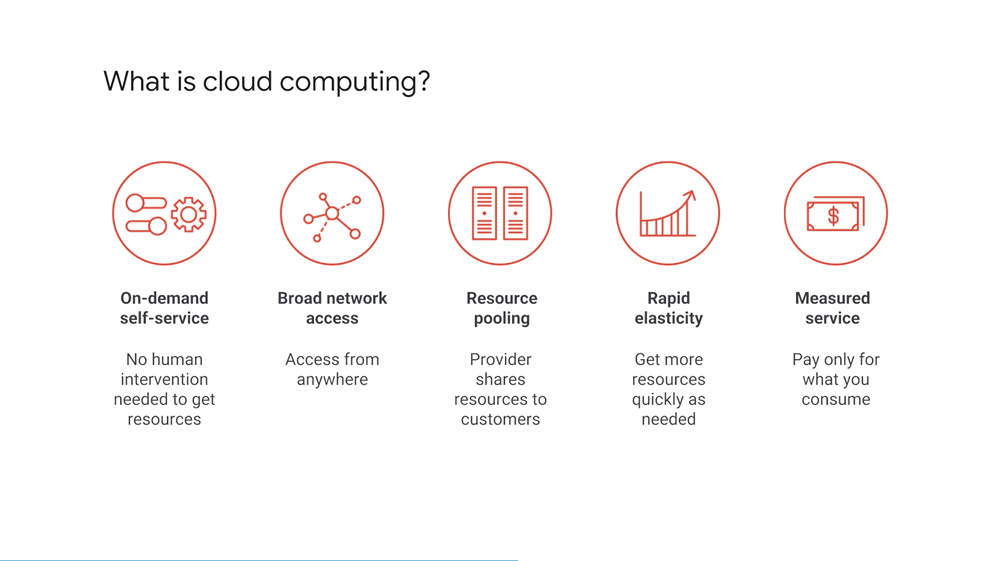 What is cloud computing?
$
On-demand
self-service
No human
intervention
needed to get
resources
Broad network
access
Access from
anywhere
Resource
pooling
Provider
shares
resources to
customers
Rapid
elasticity
Get more
resources
quickly as
needed
Measured
service
Pay only for
what you
consume